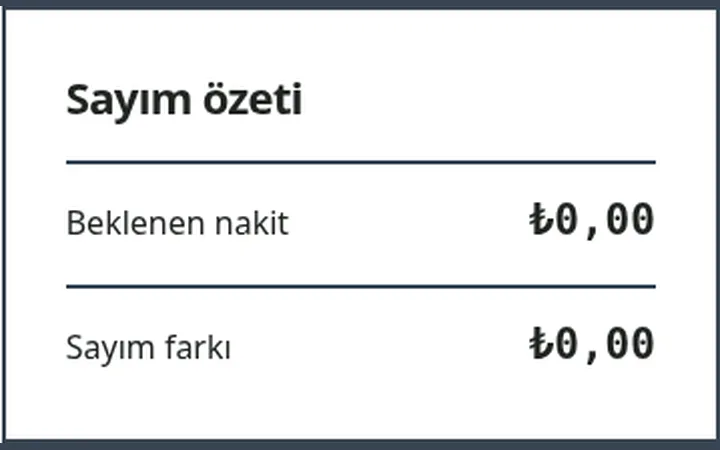 Sayım özeti
Beklenen nakit ₺0,00
Sayım farkı ₺0,00